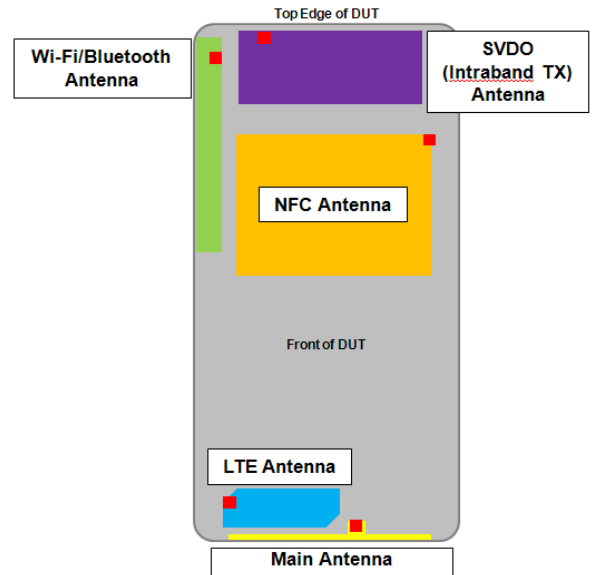 Top Edge of DUT
Wi-Fi/Bluetooth
Antenna
SVDO
(Intraband TX)
Antenna
NFC Antenna
Front of DUT
LTE Antenna
Main Antenna